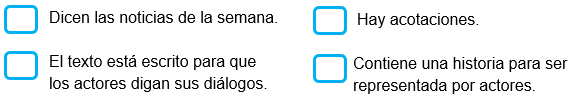 Dicen las noticias de la semana.
El texto está escrito para que
los actores digan sus diálogos.
Hay acotaciones.
Contiene una historia para ser
representada por actores.